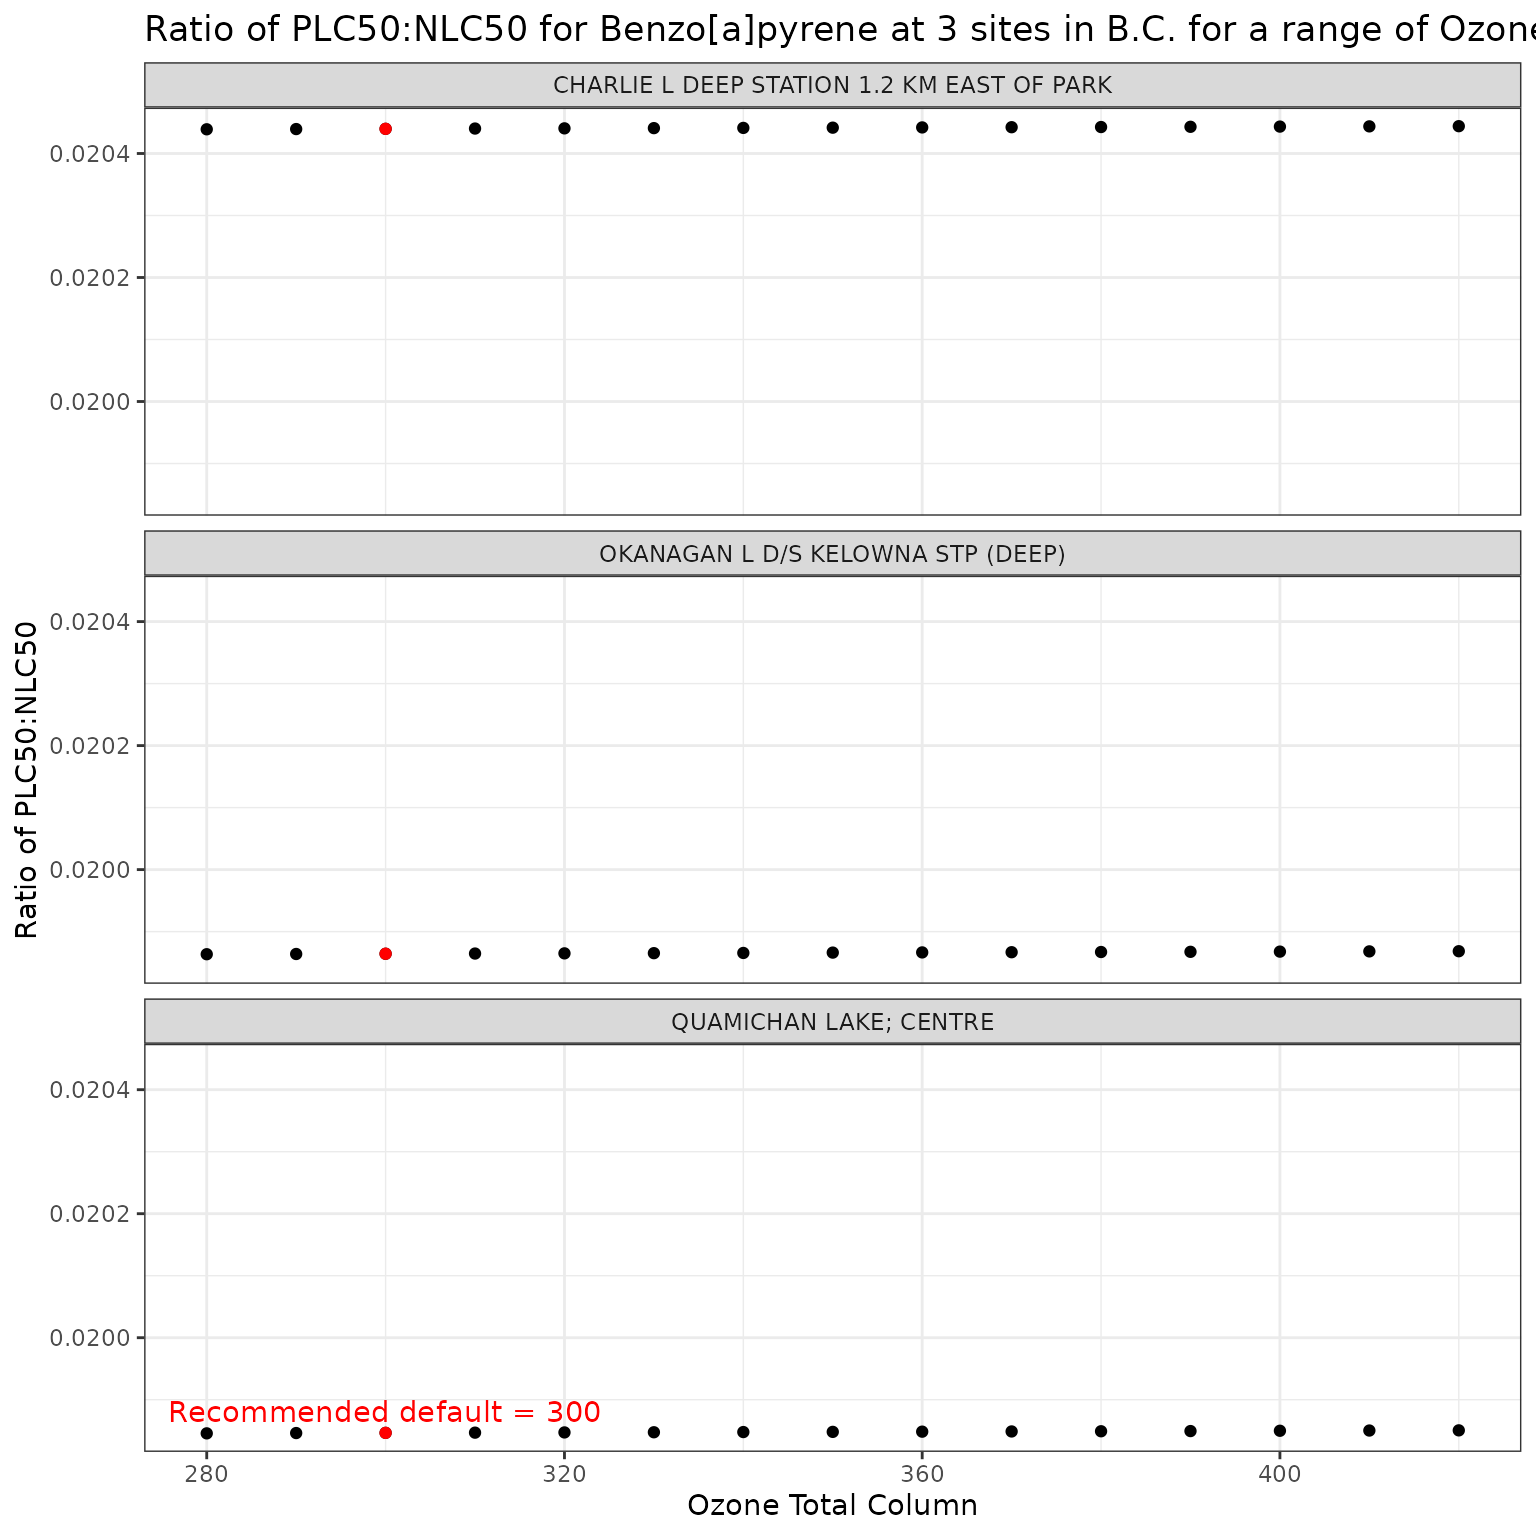 Ratio of PLC50:NLC50 for Benzo[a]pyrene at 3 sites in B.C. for a range of Ozone
CHARLIE L DEEP STATION 1.2 KM EAST OF PARK
0.0204
0.0202
0.0200
OKANAGAN L D/S KELOWNA STP (DEEP)
0.0204
0.0202
0.0200
Ratio of PLC50:NLC50
QUAMICHAN LAKE; CENTRE
0.0204
0.0202
0.0200
Recommended default = 300
280 320 360 400
Ozone Total Column